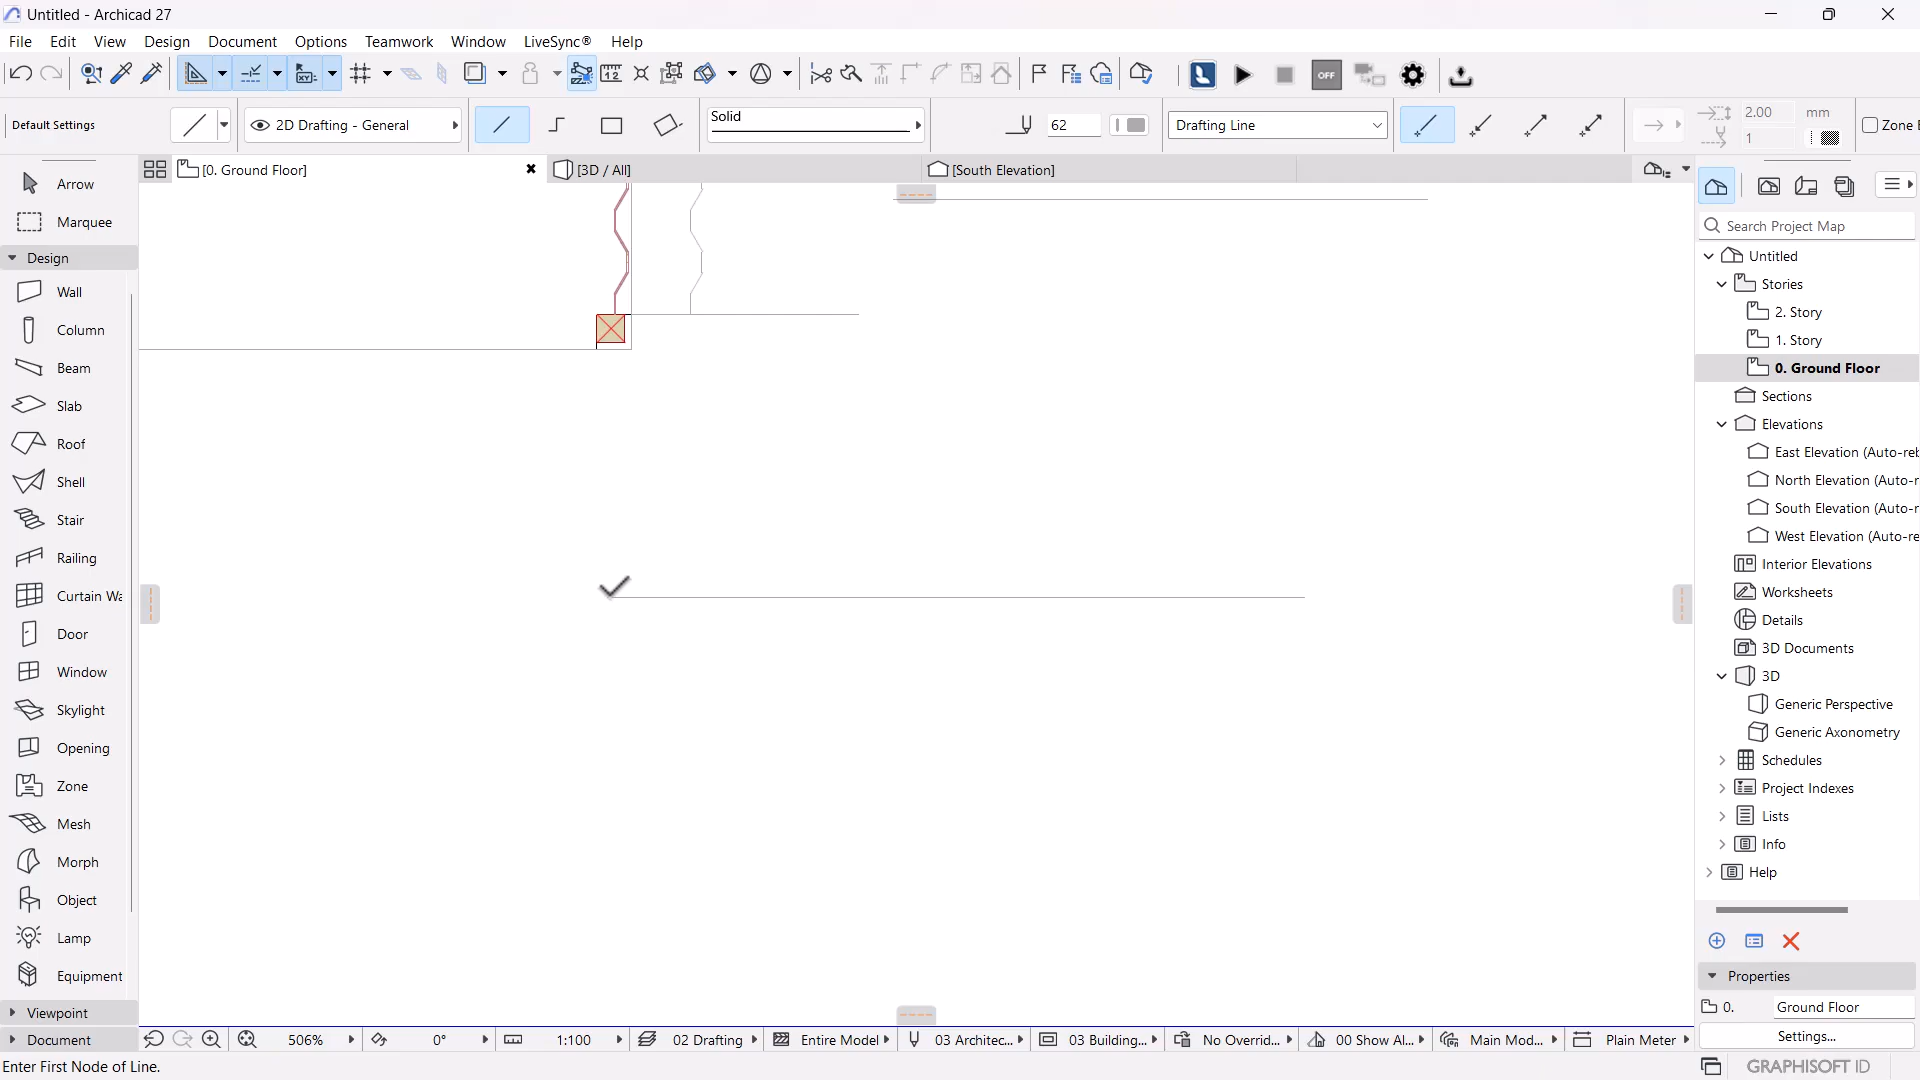 Untitled - Archicad 27
File Edit View Design Document Options Teamwork Window LiveSync® Help
OFF
Default Settings
2D Drafting - General
Solid
62
Drafting Line
2.00 mm
1
Zone B
[0. Ground Floor]
[3D / All]
[South Elevation]
Arrow
Marquee
Design
Wall
Column
Beam
Slab
Roof
Shell
Stair
Railing
Curtain Wa
Door
Window
Skylight
Opening
Zone
Mesh
Morph
Object
Lamp
Equipment
Viewpoint
Document
Search Project Map
Untitled
Stories
2. Story
1. Story
0. Ground Floor
Sections
Elevations
East Elevation (Auto-reb
North Elevation (Auto-r
South Elevation (Auto-r
West Elevation (Auto-re
Interior Elevations
Worksheets
Details
3D Documents
3D
Generic Perspective
Generic Axonometry
Schedules
Project Indexes
Lists
Info
Help
Properties
0. Ground Floor
Settings...
506% 0° 1:100 02 Drafting Entire Model 03 Architec... 03 Building... No Overrid... 00 Show Al... Main Mod... Plain Meter
Enter First Node of Line.
GRAPHISOFT ID